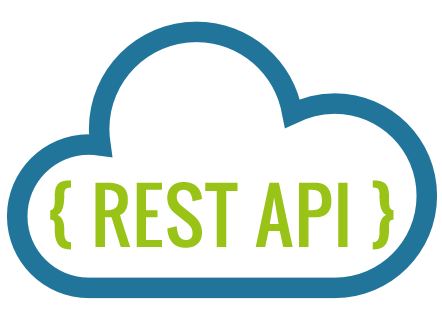 { REST API }